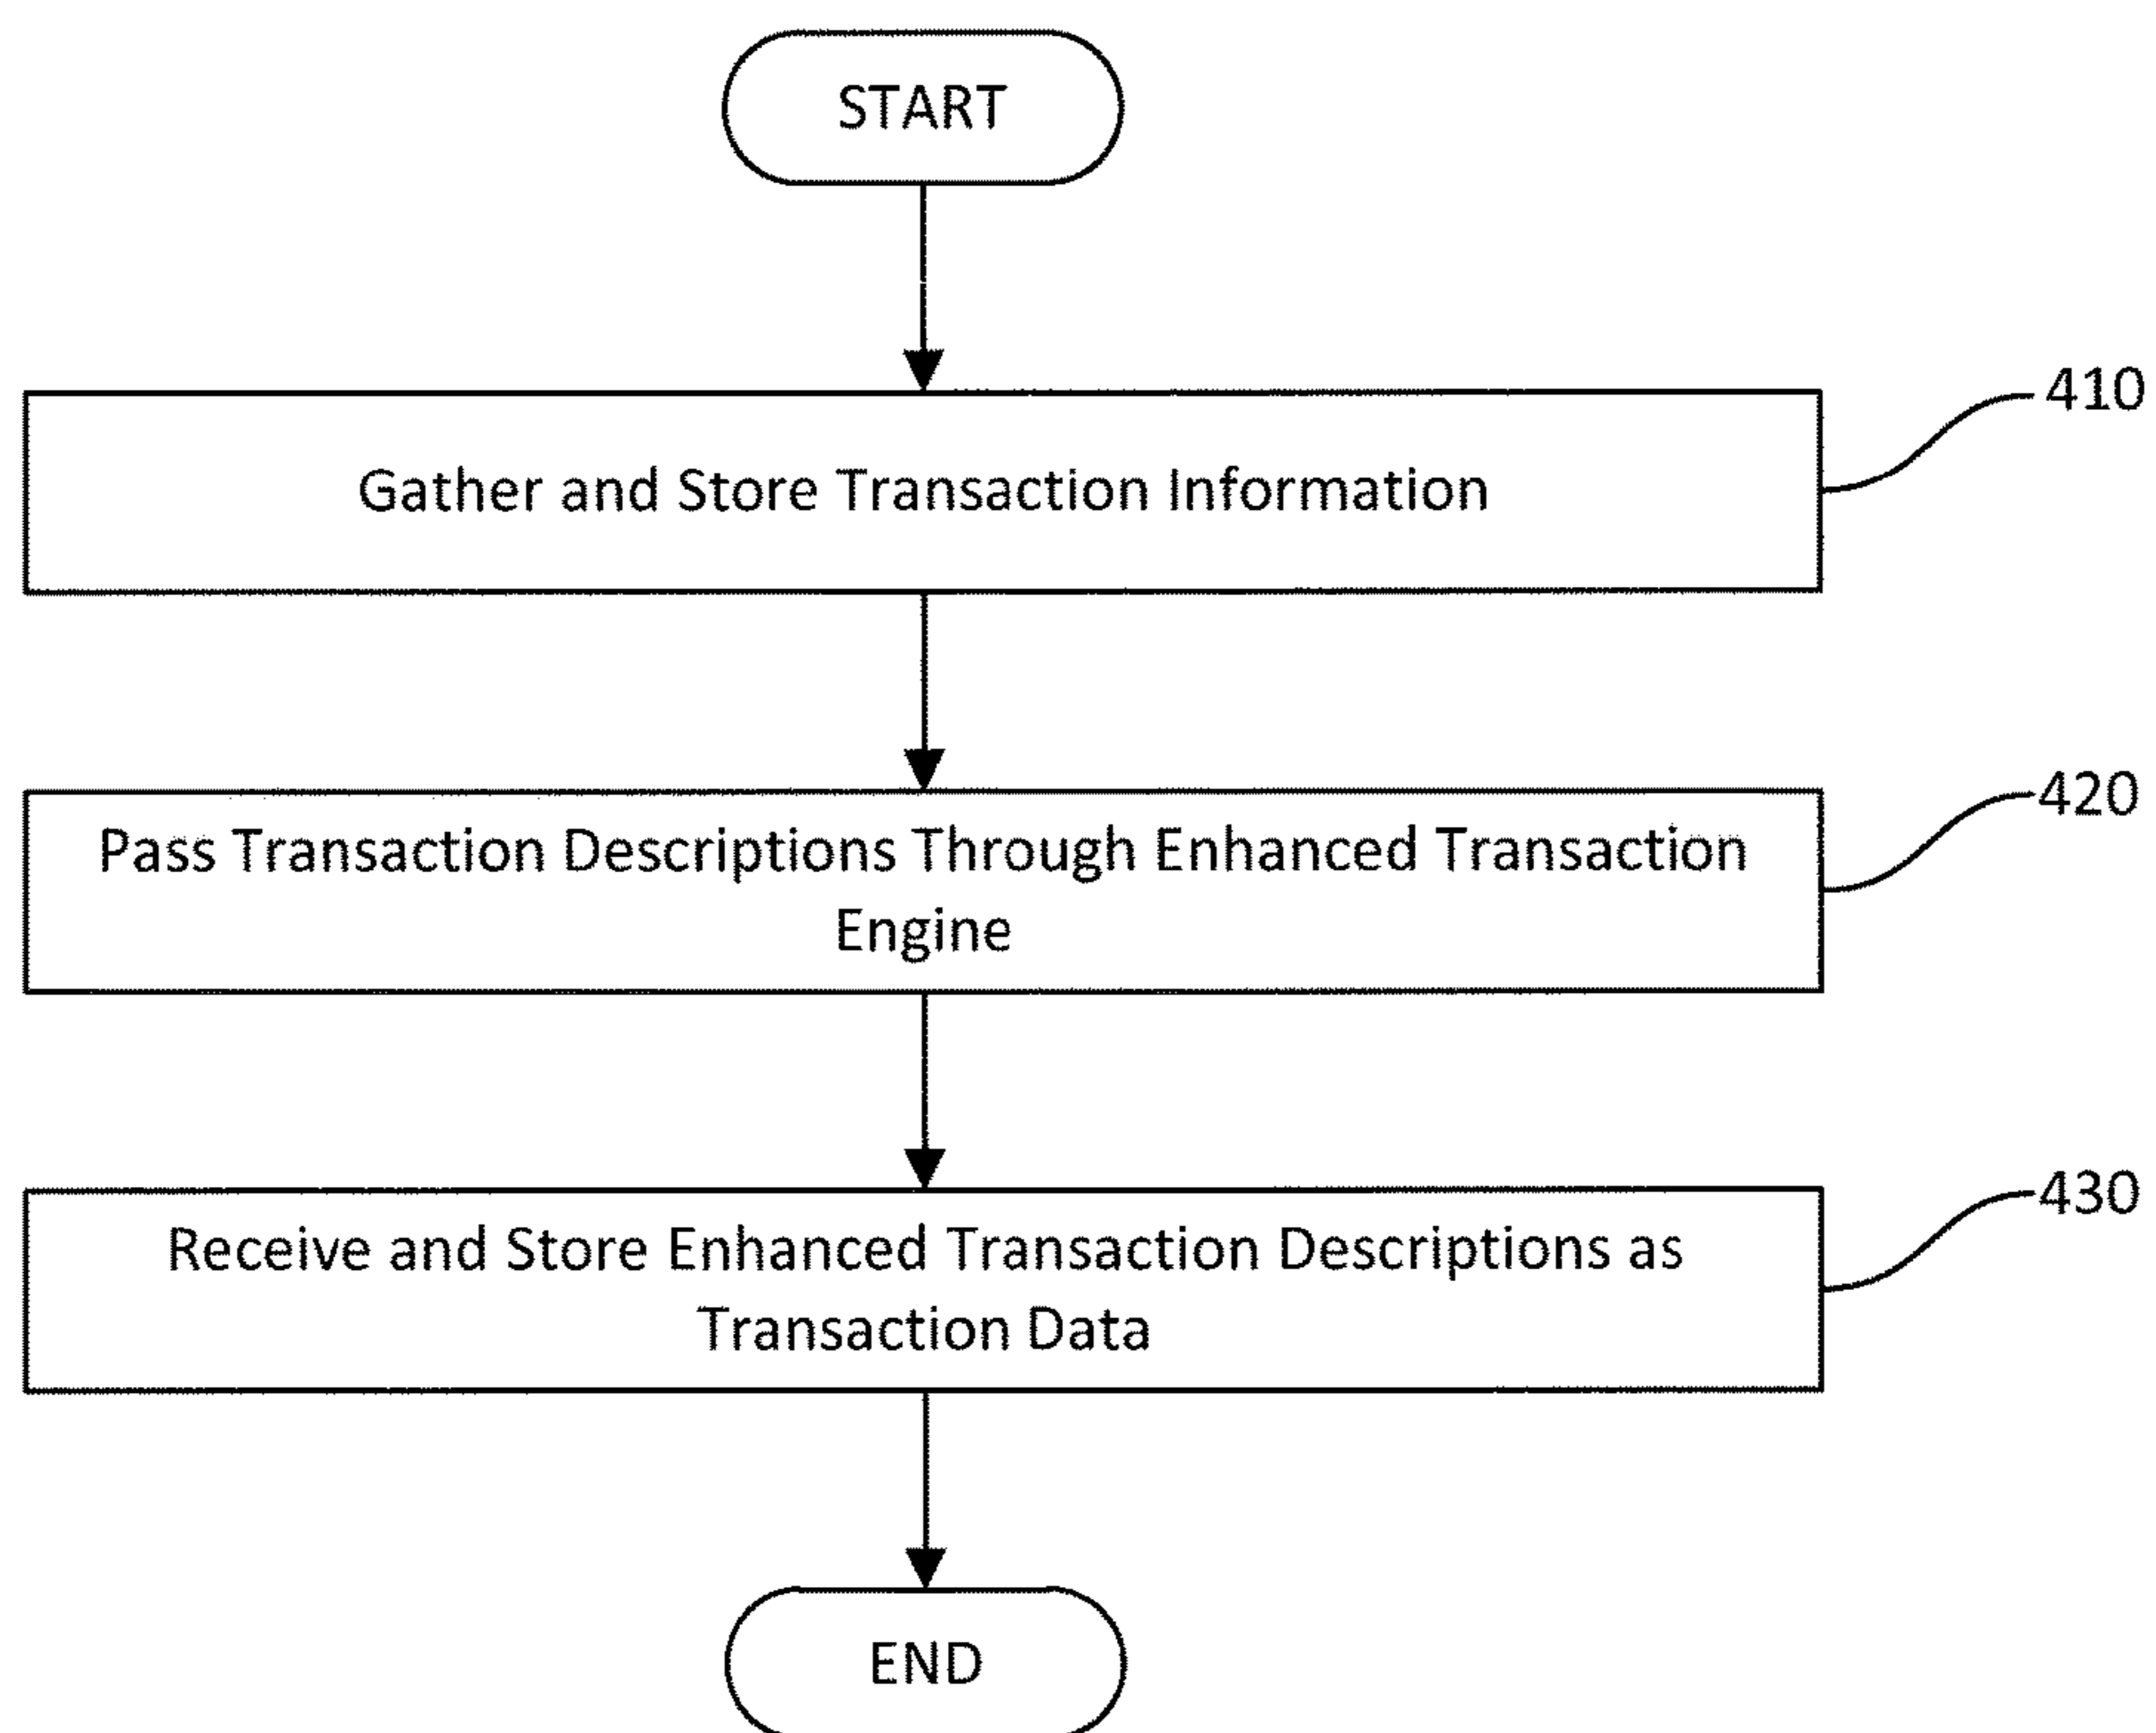 START
410
Gather and Store Transaction Information
420
Pass Transaction Descriptions Through Enhanced Transaction
Engine
430
Receive and Store Enhanced Transaction Descriptions as
Transaction Data
END